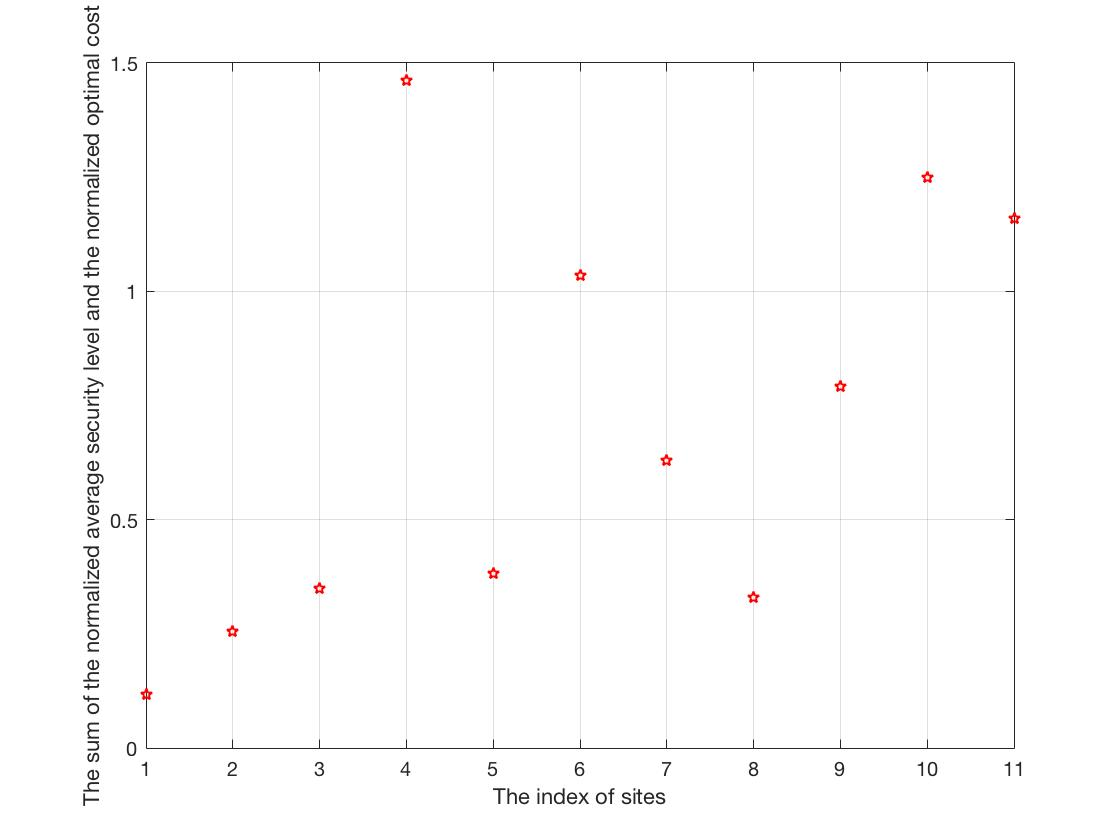 The sum of the normalized average security level and the normalized optimal cost
1.5
1
0.5
0
1 2 3 4 5 6 7 8 9 10 11
The index of sites